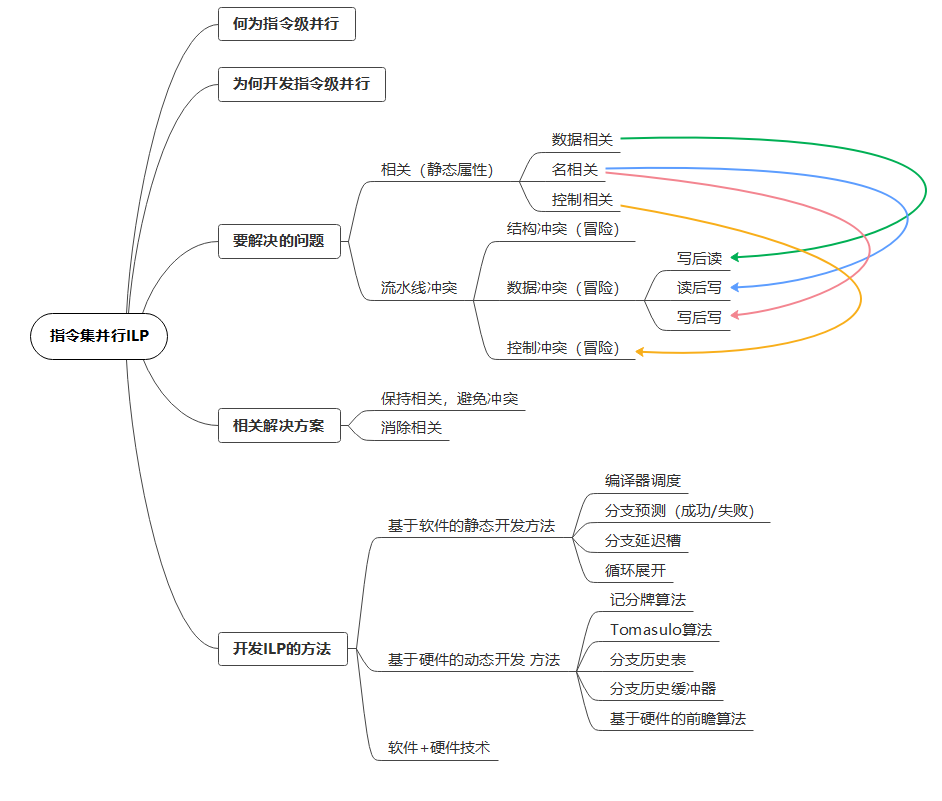 何为指令级并行
为何开发指令级并行
数据相关
相关（静态属性）
名相关
控制相关
结构冲突（冒险）
要解决的问题
写后读
流水线冲突
数据冲突（冒险）
读后写
写后写
指令集并行ILP
控制冲突（冒险）
保持相关，避免冲突
相关解决方案
消除相关
编译器调度
分支预测（成功/失败）
基于软件的静态开发方法
分支延迟槽
循环展开
记分牌算法
Tomasulo算法
开发ILP的方法
基于硬件的动态开发 方法
分支历史表
分支历史缓冲器
基于硬件的前瞻算法
软件+硬件技术